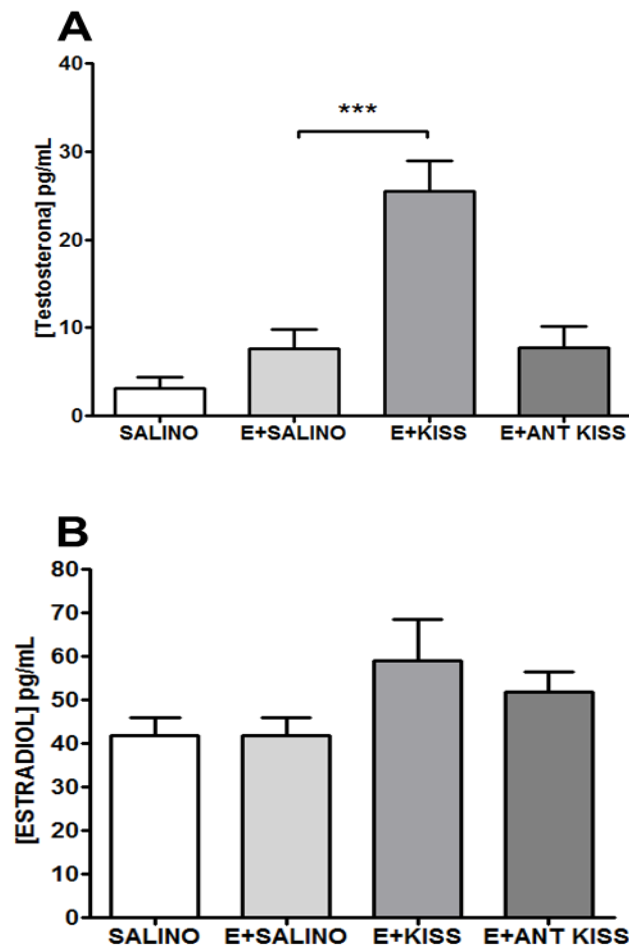 A
[Testosterona] pg/mL
40
30
20
10
0
***
SALINO E+SALINO E+KISS E+ANT KISS
B
[ESTRADIOL] pg/mL
80
70
60
50
40
30
20
10
0
SALINO E+SALINO E+KISS E+ANT KISS